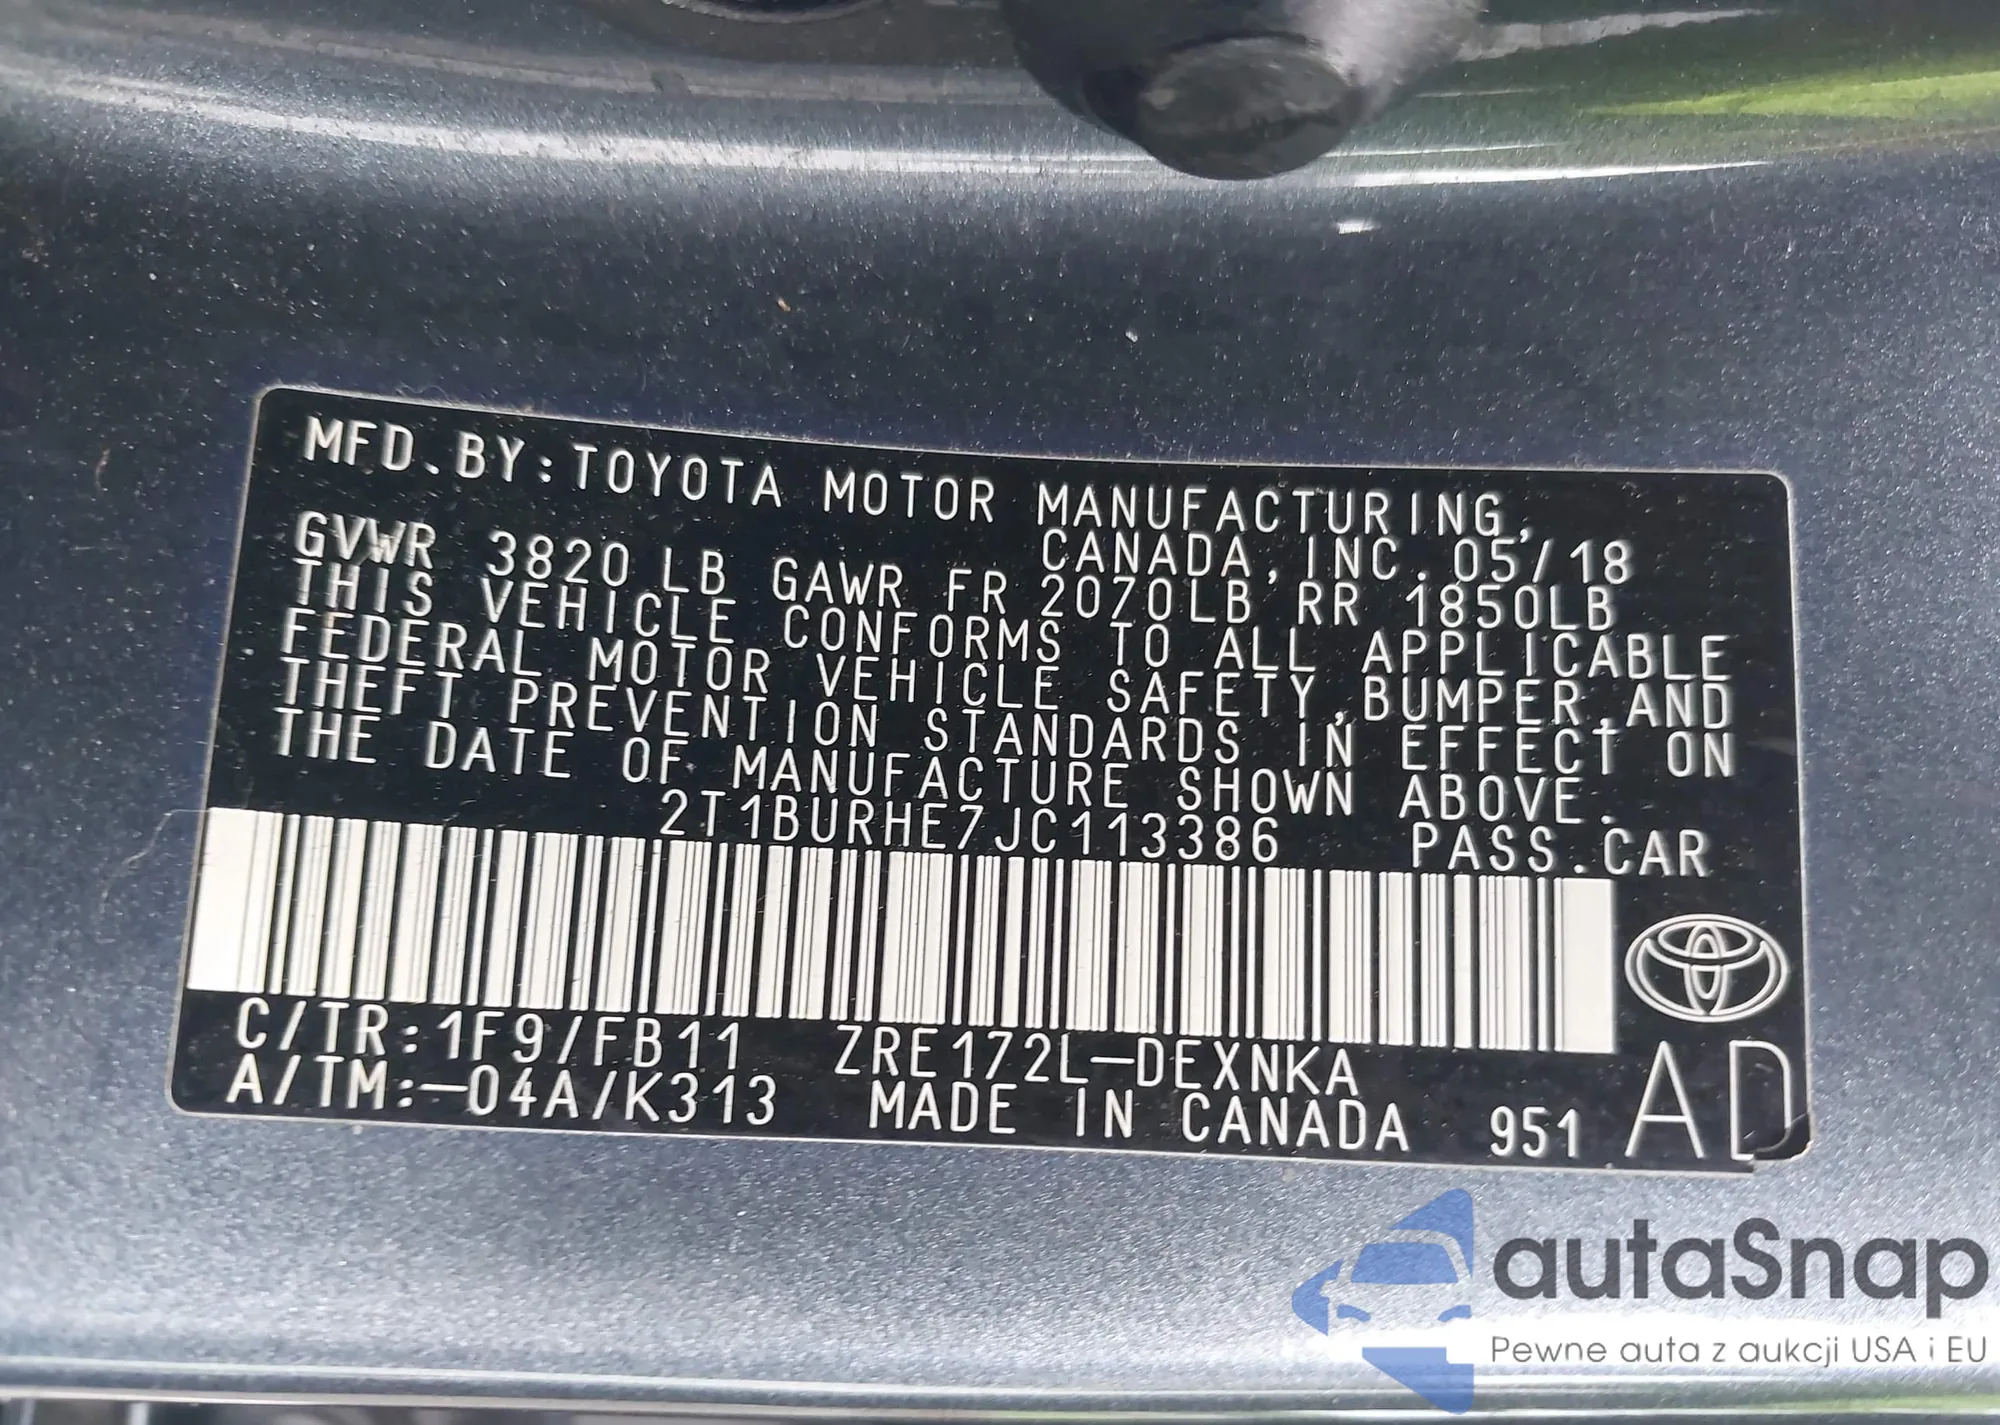 MFD.BY:TOYOTA MOTOR MANUFACTURING,
CANADA,INC. 05/18
GVWR 3820 LB GAWR FR 2070LB RR 1850LB
THIS VEHICLE CONFORMS TO ALL APPLICABLE
FEDERAL MOTOR VEHICLE SAFETY,BUMPER,AND
THEFT PREVENTION STANDARDS IN EFFECT ON
THE DATE OF MANUFACTURE SHOWN ABOVE.
2T1BURHE7JC113386 PASS.CAR
C/TR:1F9/FB11 ZRE172L-DEXNKA
A/TM:-04A/K313 MADE IN CANADA 951 AD
autaSnap
Pewne auta z aukcji USA i EU